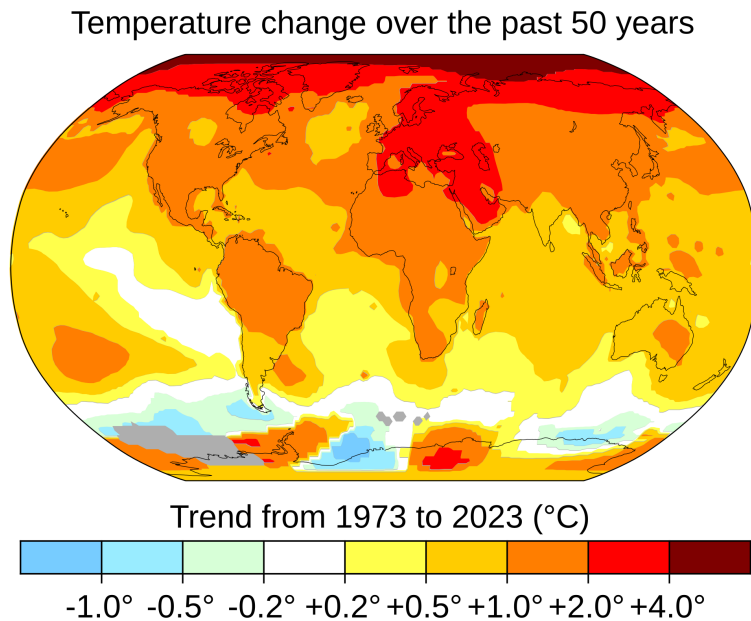 Temperature change over the past 50 years
Trend from 1973 to 2023 (°C)
-1.0° -0.5° -0.2° +0.2° +0.5° +1.0° +2.0° +4.0°